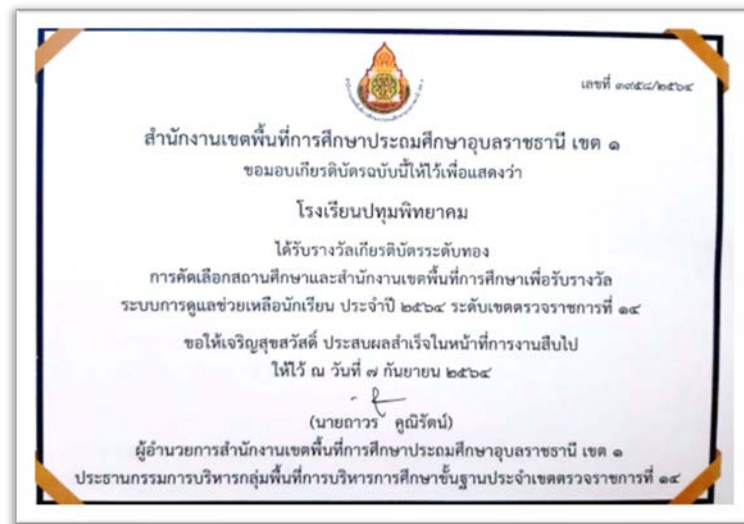 เลขที่ ๓๙๕๘/๒๕๖๔
สำนักงานเขตพื้นที่การศึกษาประถมศึกษาอุบลราชธานี เขต ๑
ขอมอบเกียรติบัตรฉบับนี้ให้ไว้เพื่อแสดงว่า
โรงเรียนปทุมพิทยาคม
ได้รับรางวัลเกียรติบัตรระดับทอง
การคัดเลือกสถานศึกษาและสำนักงานเขตพื้นที่การศึกษาเพื่อรับรางวัล
ระบบการดูแลช่วยเหลือนักเรียน ประจำปี ๒๕๖๔ ระดับเขตตรวจราชการที่ ๑๔
ขอให้เจริญสุขสวัสดิ์ ประสบผลสำเร็จในหน้าที่การงานสืบไป
ให้ไว้ ณ วันที่ ๗ กันยายน ๒๕๖๔
(นายถาวร คูณิรัตน์)
ผู้อำนวยการสำนักงานเขตพื้นที่การศึกษาประถมศึกษาอุบลราชธานี เขต ๑
ประธานกรรมการบริหารกลุ่มพื้นที่การบริหารการศึกษาขั้นฐานประจำเขตตรวจราชการที่ ๑๔